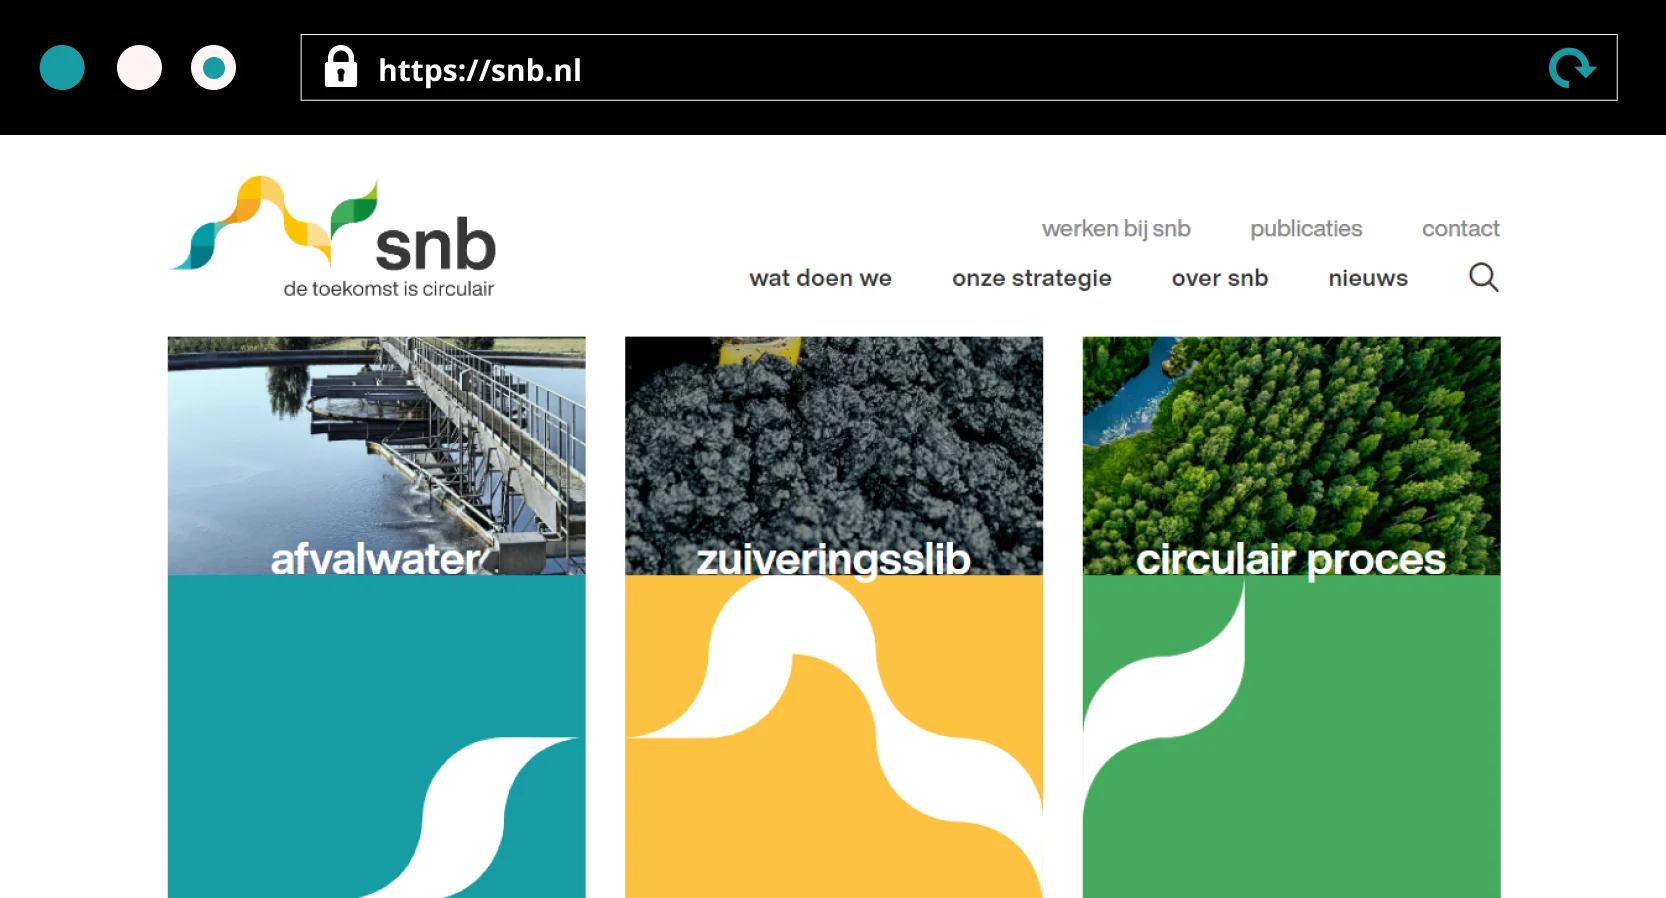 https://snb.nl
snb
de toekomst is circulair
werken bij snb publicaties contact
wat doen we onze strategie over snb nieuws
afvalwater
zuiveringsslib
circulair proces